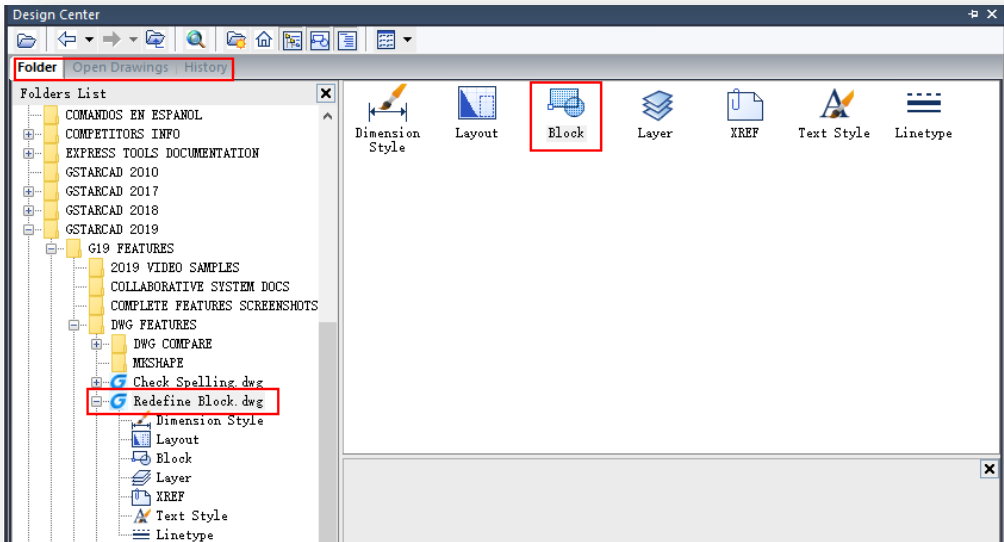 Design Center
Folder Open Drawings History
Folders List
COMANDOS EN ESPANOL
COMPETITORS INFO
EXPRESS TOOLS DOCUMENTATION
GSTARCAD 2010
GSTARCAD 2017
GSTARCAD 2018
GSTARCAD 2019
G19 FEATURES
2019 VIDEO SAMPLES
COLLABORATIVE SYSTEM DOCS
COMPLETE FEATURES SCREENSHOTS
DWG FEATURES
DWG COMPARE
MKSHAPE
Check Spelling.dwg
Redefine Block.dwg
Dimension Style
Layout
Block
Layer
XREF
Text Style
Linetype
Dimension Style
Layout
Block
Layer
XREF
Text Style
Linetype